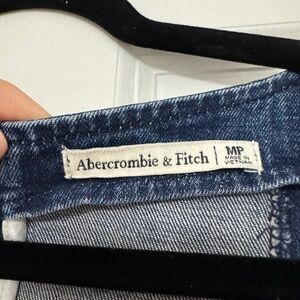 Abercrombie & Fitch
MP
MADE IN
VIETNAM